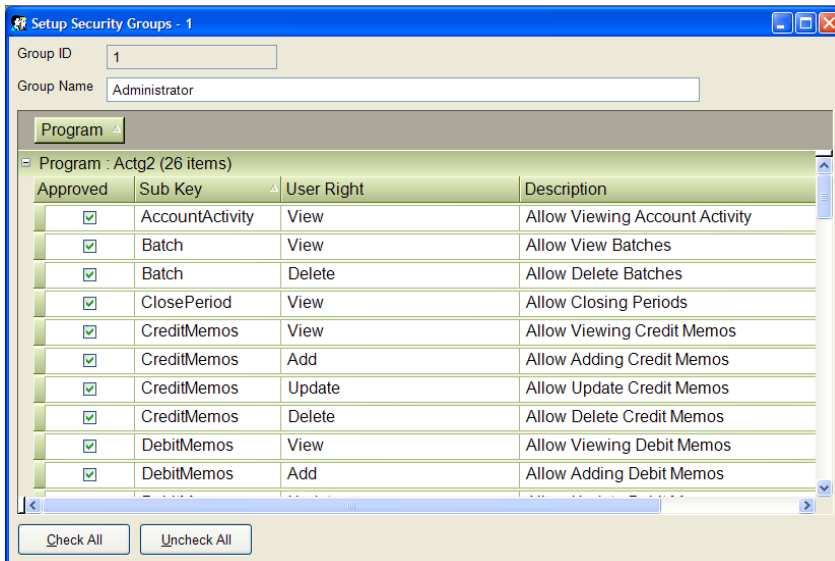 Setup Security Groups - 1
Group ID 1
Group Name Administrator
Program
Program : Actg2 (26 items)
Approved Sub Key User Right Description
AccountActivity View Allow Viewing Account Activity
Batch View Allow View Batches
Batch Delete Allow Delete Batches
ClosePeriod View Allow Closing Periods
CreditMemos View Allow Viewing Credit Memos
CreditMemos Add Allow Adding Credit Memos
CreditMemos Update Allow Update Credit Memos
CreditMemos Delete Allow Delete Credit Memos
DebitMemos View Allow Viewing Debit Memos
DebitMemos Add Allow Adding Debit Memos
Check All Uncheck All